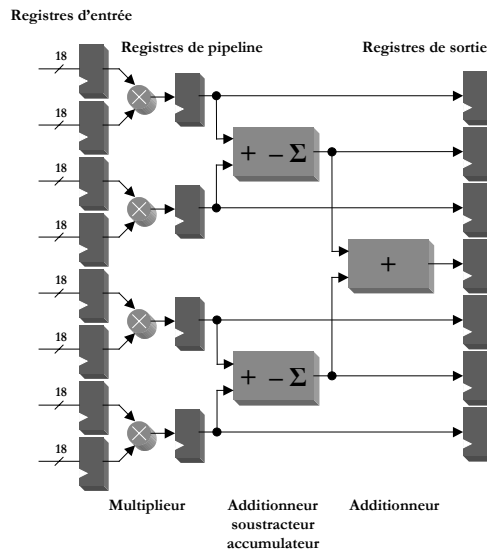 Registres d'entrée
Registres de pipeline
Registres de sortie
18
18
18
18
18
18
18
18
+ − Σ
+
+ − Σ
Multiplieur
Additionneur
soustracteur
accumulateur
Additionneur